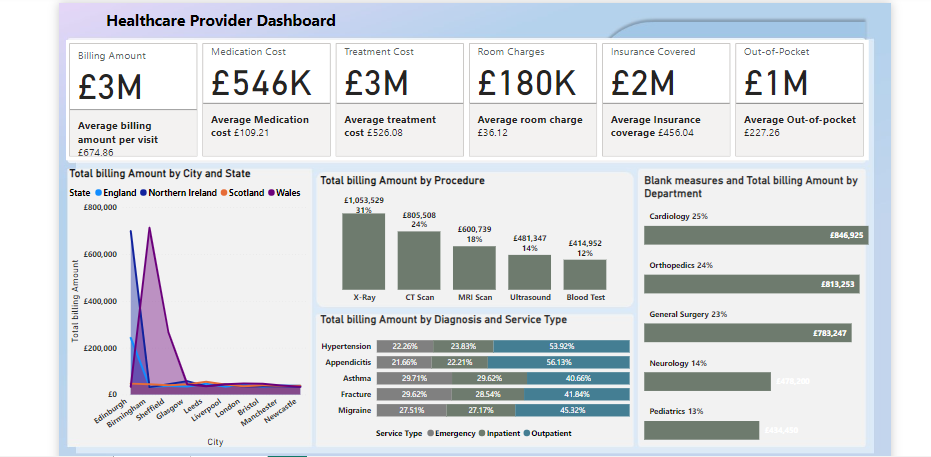 Healthcare Provider Dashboard
Billing Amount
£3M
Average billing
amount per visit
£674.86
Medication Cost
£546K
Average Medication
cost £109.21
Treatment Cost
£3M
Average treatment
cost £526.08
Room Charges
£180K
Average room charge
£36.12
Insurance Covered
£2M
Average Insurance
coverage £456.04
Out-of-Pocket
£1M
Average Out-of-pocket
£227.26
Total billing Amount by City and State
State England Northern Ireland Scotland Wales
£800,000
£600,000
£400,000
£200,000
£0
Total billing Amount
Edinburgh
Birmingham
Sheffield
Glasgow
Leeds
Liverpool
London
Bristol
Manchester
Newcastle
City
Total billing Amount by Procedure
£1,053,529
31%
£805,508
24%
£600,739
18%
£481,347
14%
£414,952
12%
X-Ray CT Scan MRI Scan Ultrasound Blood Test
Total billing Amount by Diagnosis and Service Type
Hypertension 22.26% 23.83% 53.92%
Appendicitis 21.66% 22.21% 56.13%
Asthma 29.71% 29.62% 40.66%
Fracture 29.62% 28.54% 41.84%
Migraine 27.51% 27.17% 45.32%
Service Type Emergency Inpatient Outpatient
Blank measures and Total billing Amount by
Department
Cardiology 25%
£846,925
Orthopedics 24%
£813,253
General Surgery 23%
£783,247
Neurology 14%
Pediatrics 13%